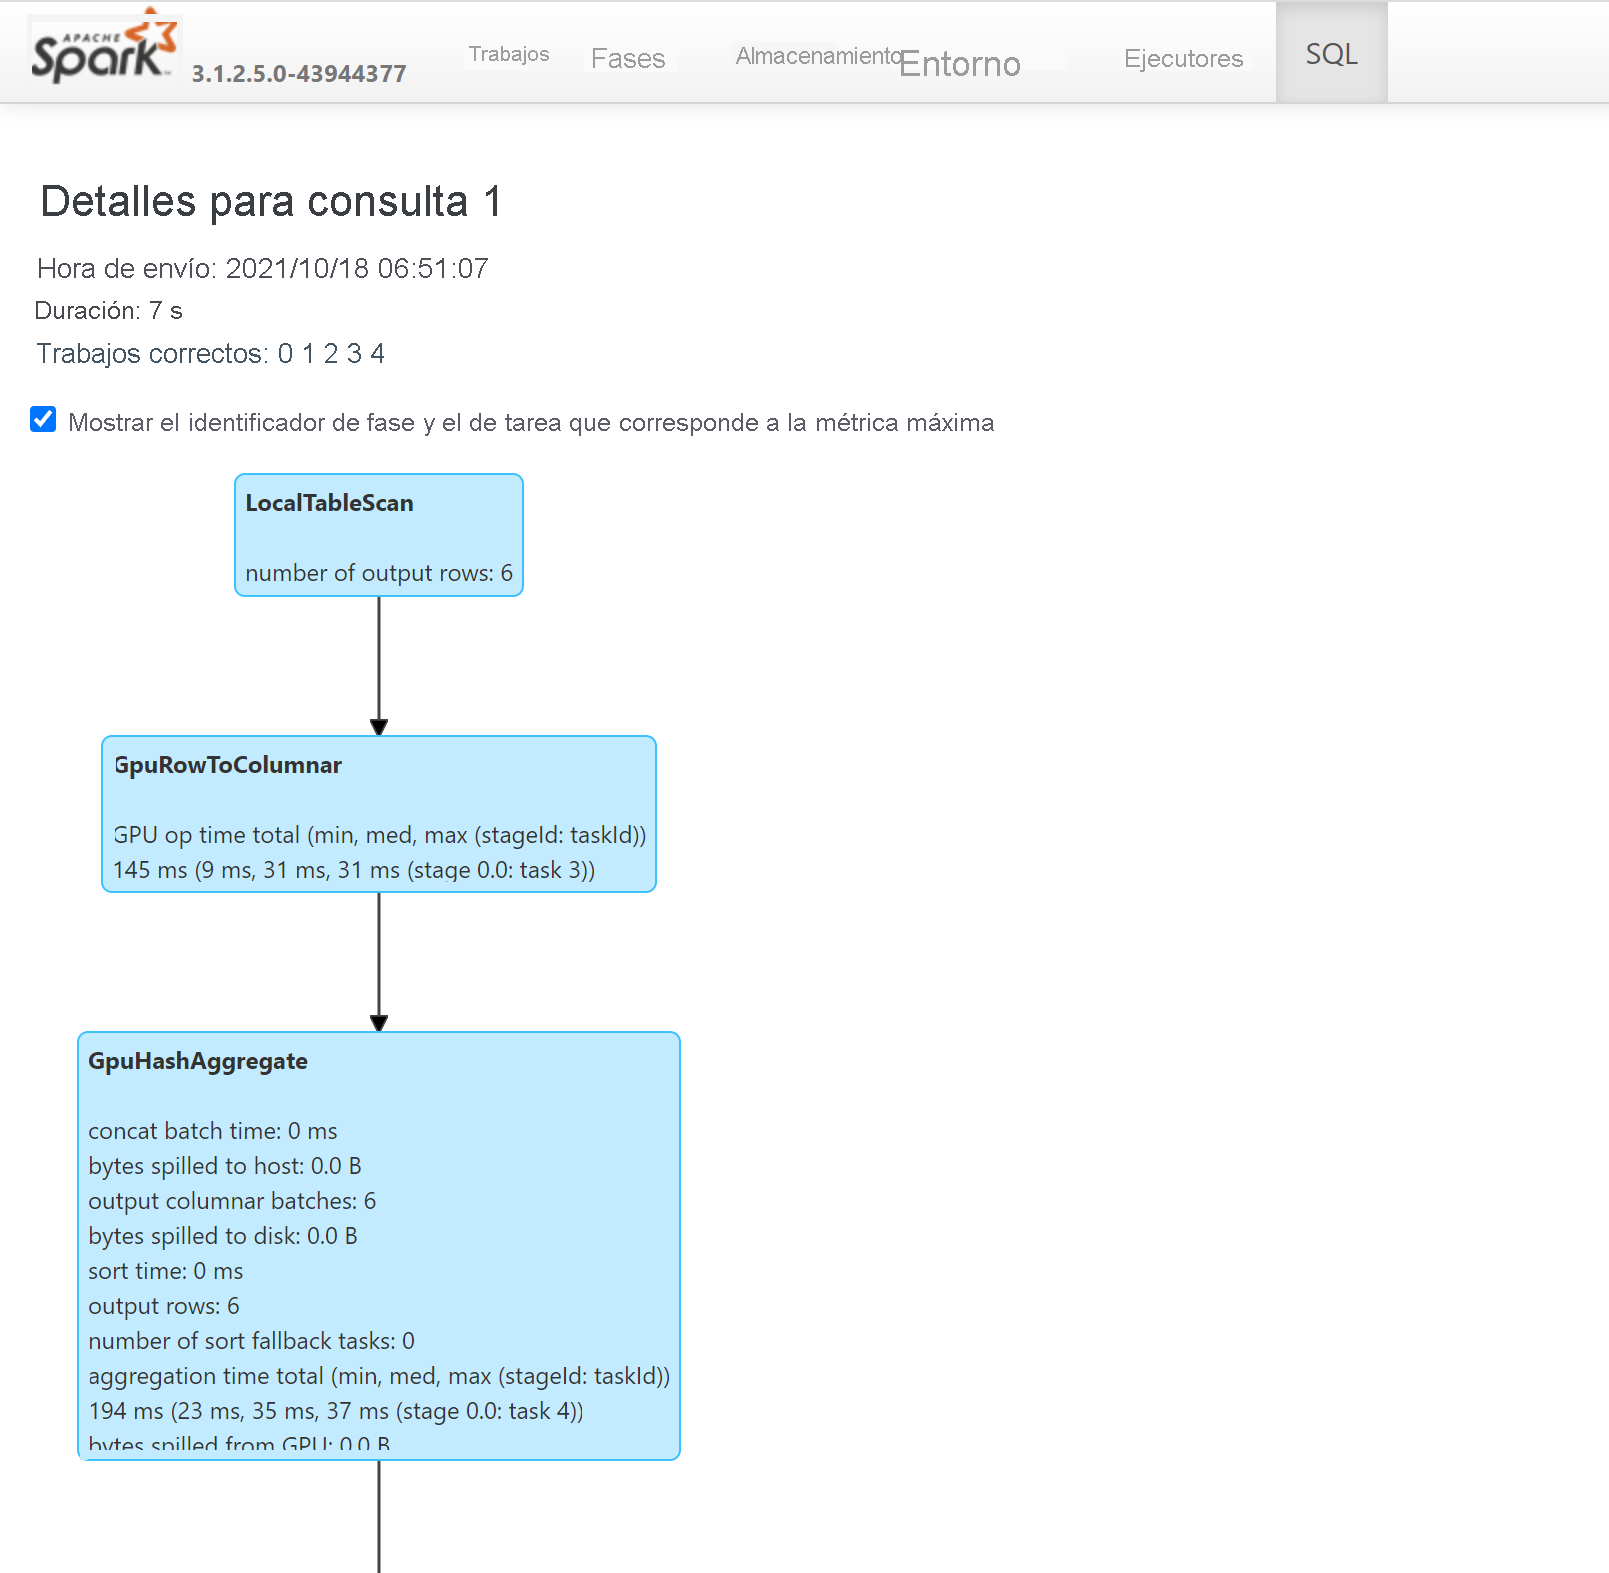 APACHE
Spark™ 3.1.2.5.0-43944377 Trabajos Fases Almacenamiento Entorno Ejecutores SQL
Detalles para consulta 1
Hora de envío: 2021/10/18 06:51:07
Duración: 7 s
Trabajos correctos: 0 1 2 3 4
Mostrar el identificador de fase y el de tarea que corresponde a la métrica máxima
LocalTableScan
number of output rows: 6
GpuRowToColumnar
GPU op time total (min, med, max (stageId: taskId))
145 ms (9 ms, 31 ms, 31 ms (stage 0.0: task 3))
GpuHashAggregate
concat batch time: 0 ms
bytes spilled to host: 0.0 B
output columnar batches: 6
bytes spilled to disk: 0.0 B
sort time: 0 ms
output rows: 6
number of sort fallback tasks: 0
aggregation time total (min, med, max (stageId: taskId))
194 ms (23 ms, 35 ms, 37 ms (stage 0.0: task 4))
bytes spilled from GPU: 0.0 B